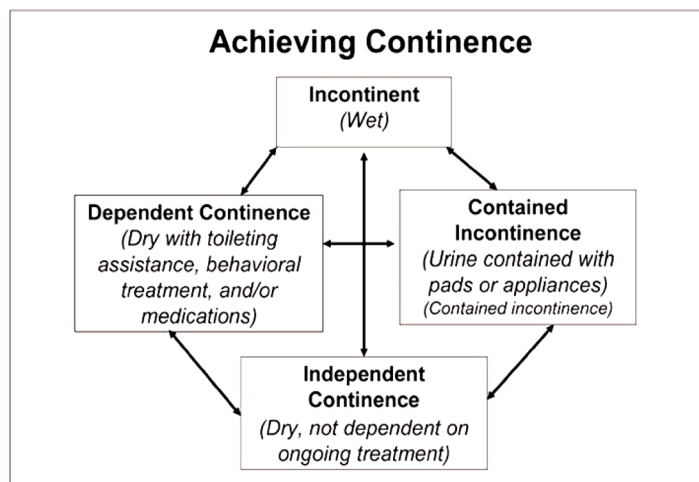 Achieving Continence
Incontinent
(Wet)
Dependent Continence
(Dry with toileting
assistance, behavioral
treatment, and/or
medications)
Contained
Incontinence
(Urine contained with
pads or appliances)
(Contained incontinence)
Independent
Continence
(Dry, not dependent on
ongoing treatment)